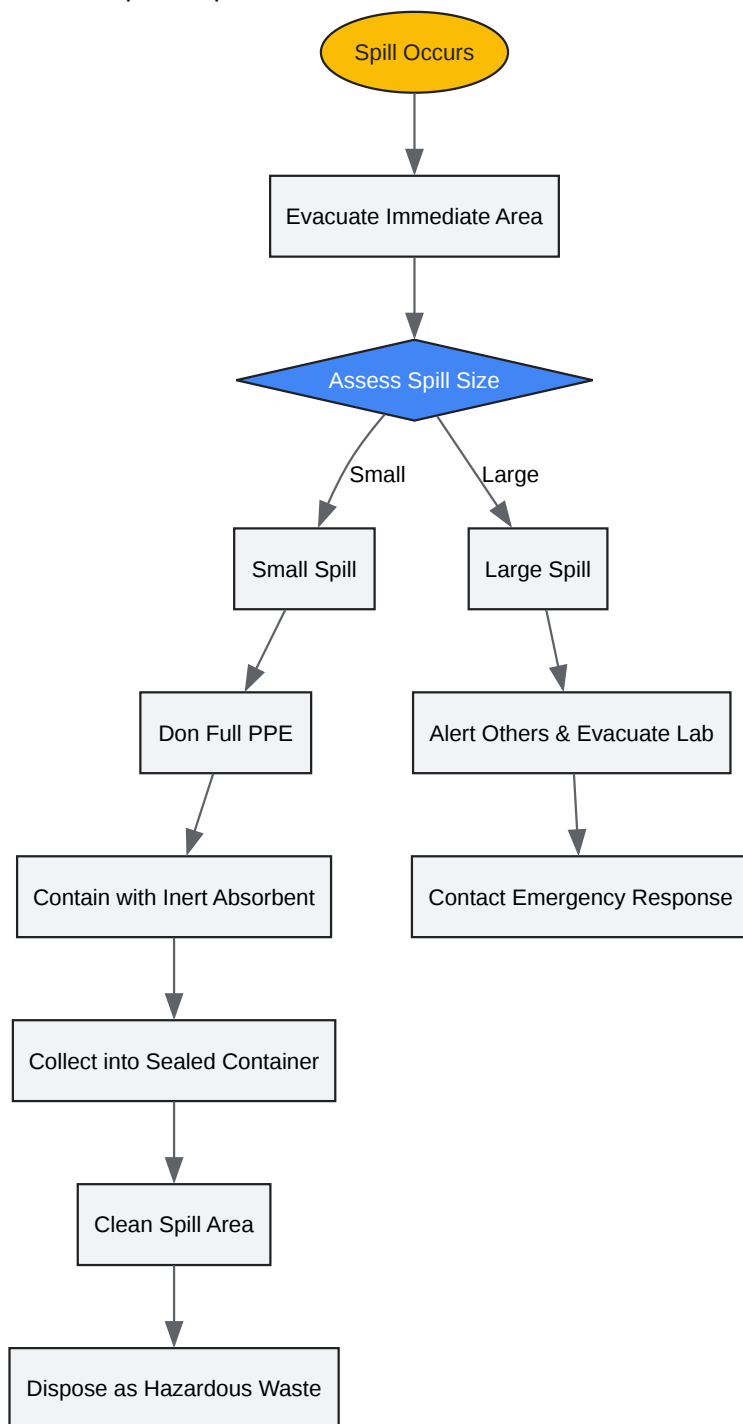 Spill Occurs
Evacuate Immediate Area
Assess Spill Size
Small
Large
Small Spill
Large Spill
Don Full PPE
Alert Others & Evacuate Lab
Contain with Inert Absorbent
Contact Emergency Response
Collect into Sealed Container
Clean Spill Area
Dispose as Hazardous Waste